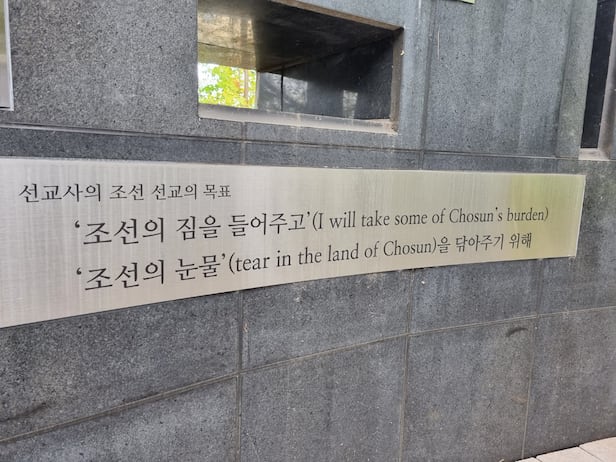 선교사의 조선 선교의 목표
‘조선의 짐을 들어주고’(I will take some of Chosun’s burden)
‘조선의 눈물’(tear in the land of Chosun)을 닦아주기 위해